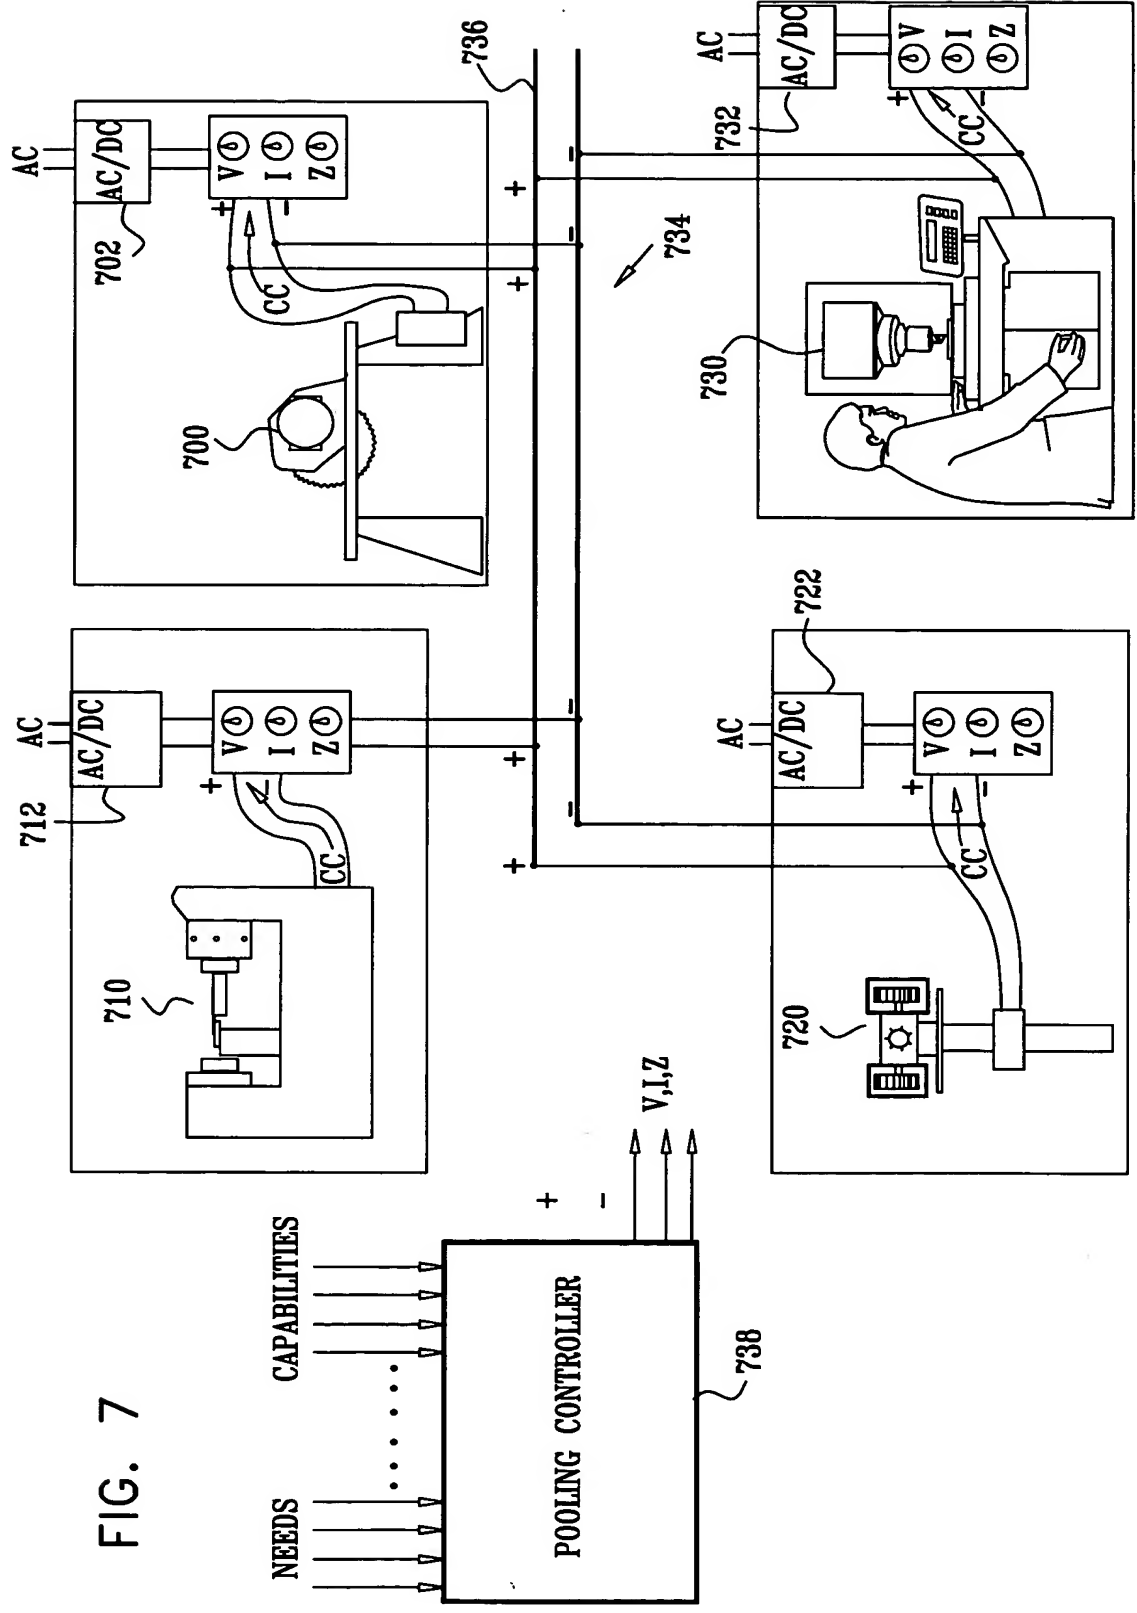 FIG. 7
NEEDS
CAPABILITIES
POOLING CONTROLLER
738
+
-
V,I,Z
710
712
AC
AC/DC
V
I
Z
+
-
CC
+
-
700
702
AC
AC/DC
V
I
Z
+
-
CC
+
-
736
734
+
-
+
-
720
722
AC
AC/DC
V
I
Z
+
-
CC
730
732
AC
AC/DC
V
I
Z
+
-
CC